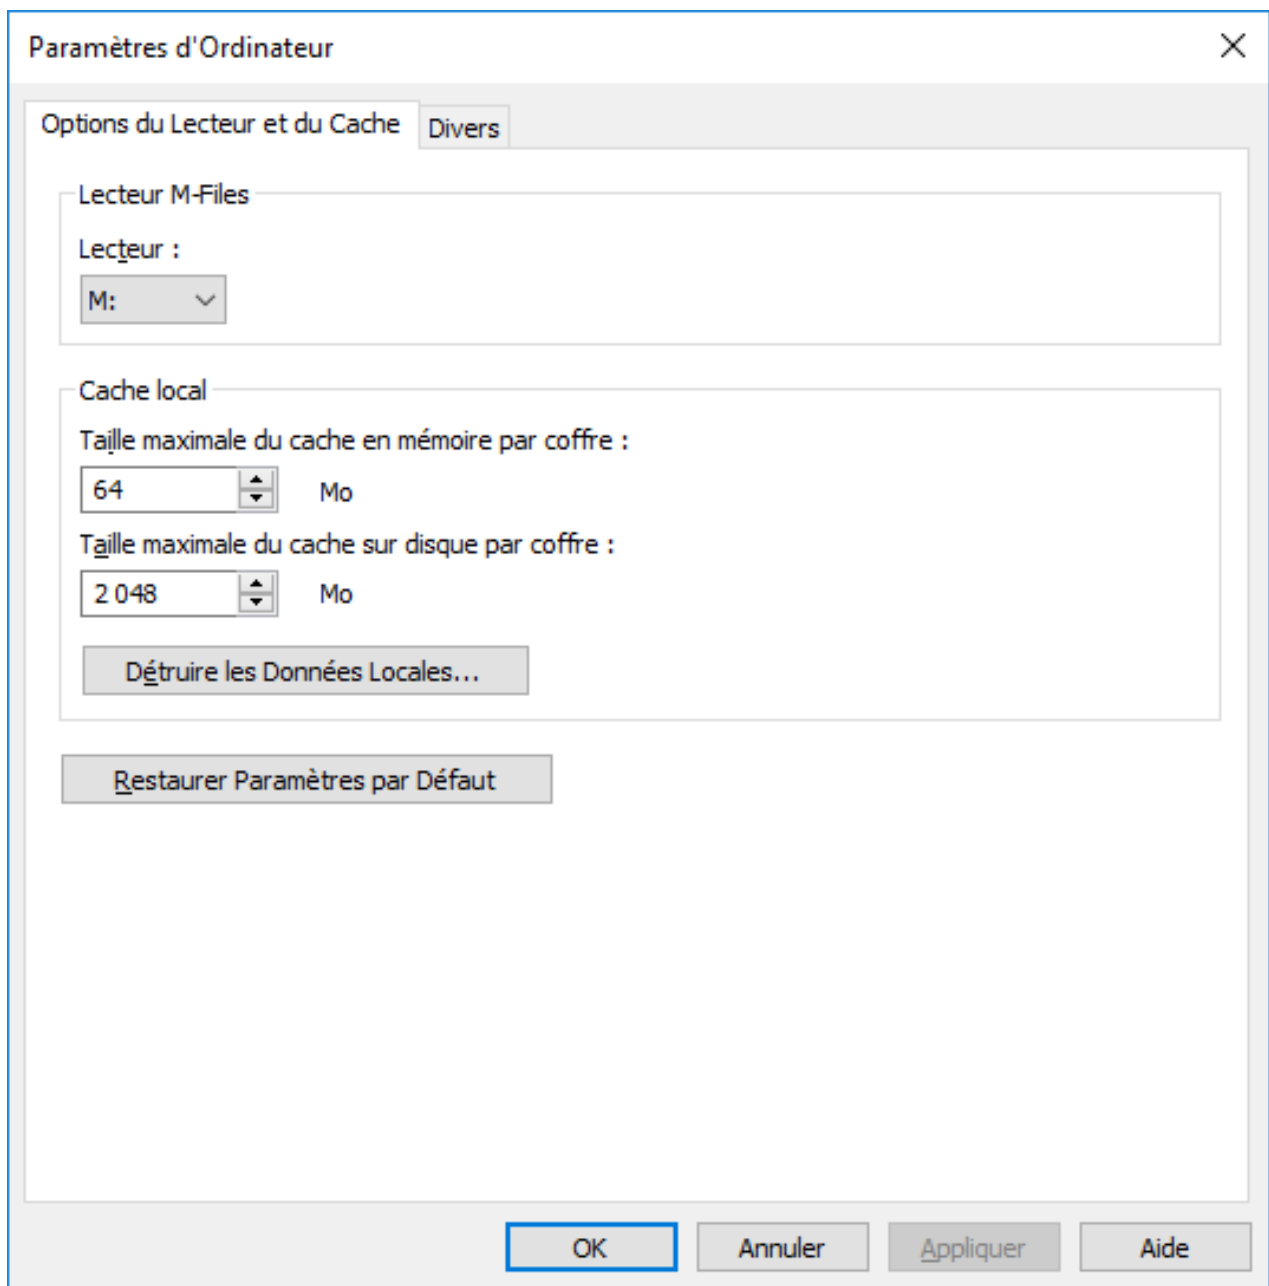 Paramètres d'Ordinateur
Options du Lecteur et du Cache
Divers
Lecteur M-Files
Lecteur :
M:
Cache local
Taille maximale du cache en mémoire par coffre :
64 Mo
Taille maximale du cache sur disque par coffre :
2 048 Mo
Détruire les Données Locales...
Restaurer Paramètres par Défaut
OK Annuler Appliquer Aide